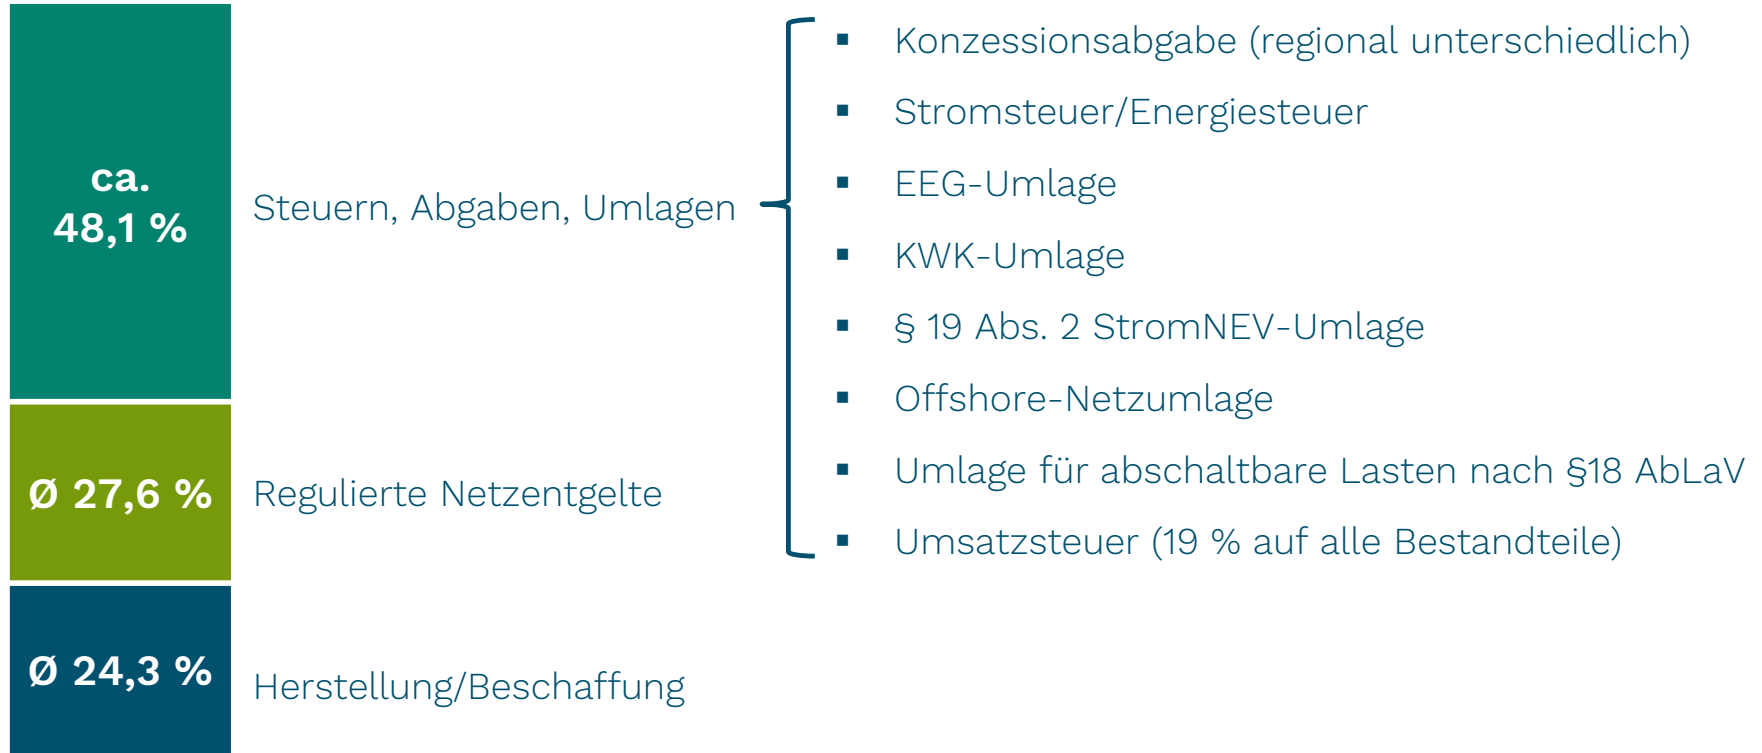 ca.
48,1 %
Steuern, Abgaben, Umlagen
▪ Konzessionsabgabe (regional unterschiedlich)
▪ Stromsteuer/Energiesteuer
▪ EEG-Umlage
▪ KWK-Umlage
▪ § 19 Abs. 2 StromNEV-Umlage
▪ Offshore-Netzumlage
▪ Umlage für abschaltbare Lasten nach §18 AbLaV
▪ Umsatzsteuer (19 % auf alle Bestandteile)
Ø 27,6 %
Regulierte Netzentgelte
Ø 24,3 %
Herstellung/Beschaffung